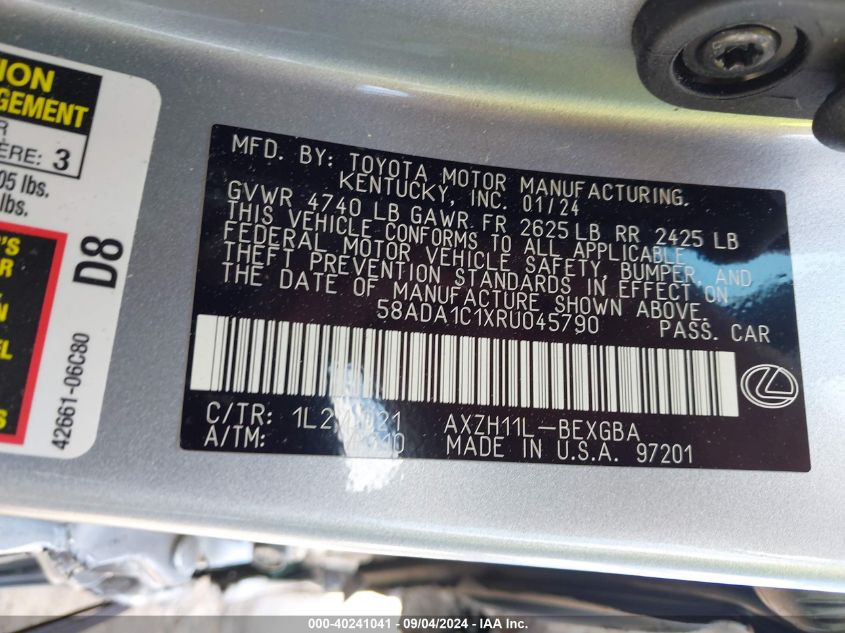 ION
GEMENT
R
ÈRE: 3
05 lbs.
lbs.
'S
R
N
EL
S
D8
42661-06C80
MFD. BY: TOYOTA MOTOR MANUFACTURING,
KENTUCKY, INC. 01/24
GVWR 4740 LB GAWR FR 2625 LB RR 2425 LB
THIS VEHICLE CONFORMS TO ALL APPLICABLE
FEDERAL MOTOR VEHICLE SAFETY, BUMPER, AND
THEFT PREVENTION STANDARDS IN EFFECT ON
THE DATE OF MANUFACTURE SHOWN ABOVE.
58ADA1C1XRU045790 PASS. CAR
C/TR: AXZH11L-BEXGBA
A/TM: MADE IN U.S.A. 97201
000-40241041 - 09/04/2024 - IAA Inc.